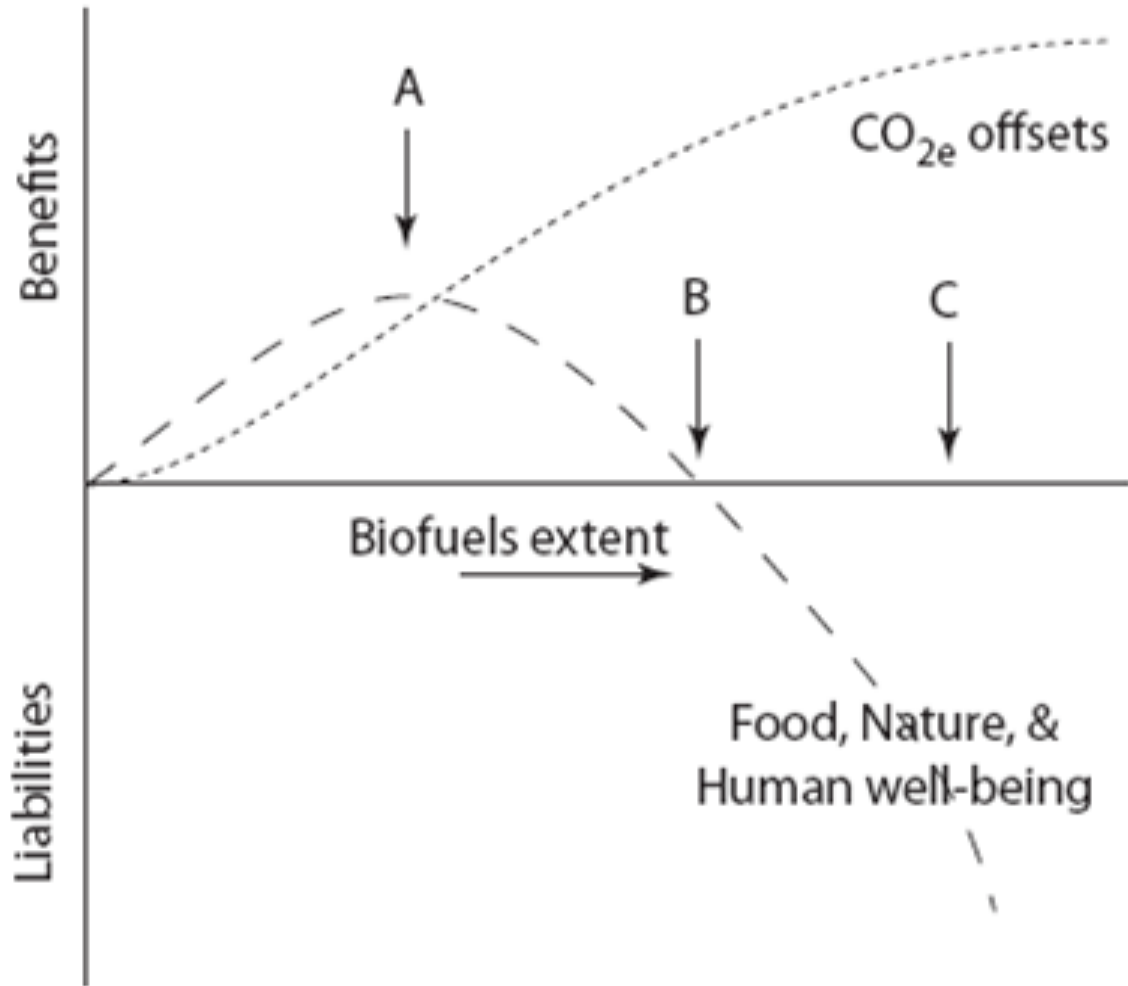 A
Benefits
CO2e offsets
B
C
Biofuels extent
Liabilities
Food, Nature, &
Human well-being